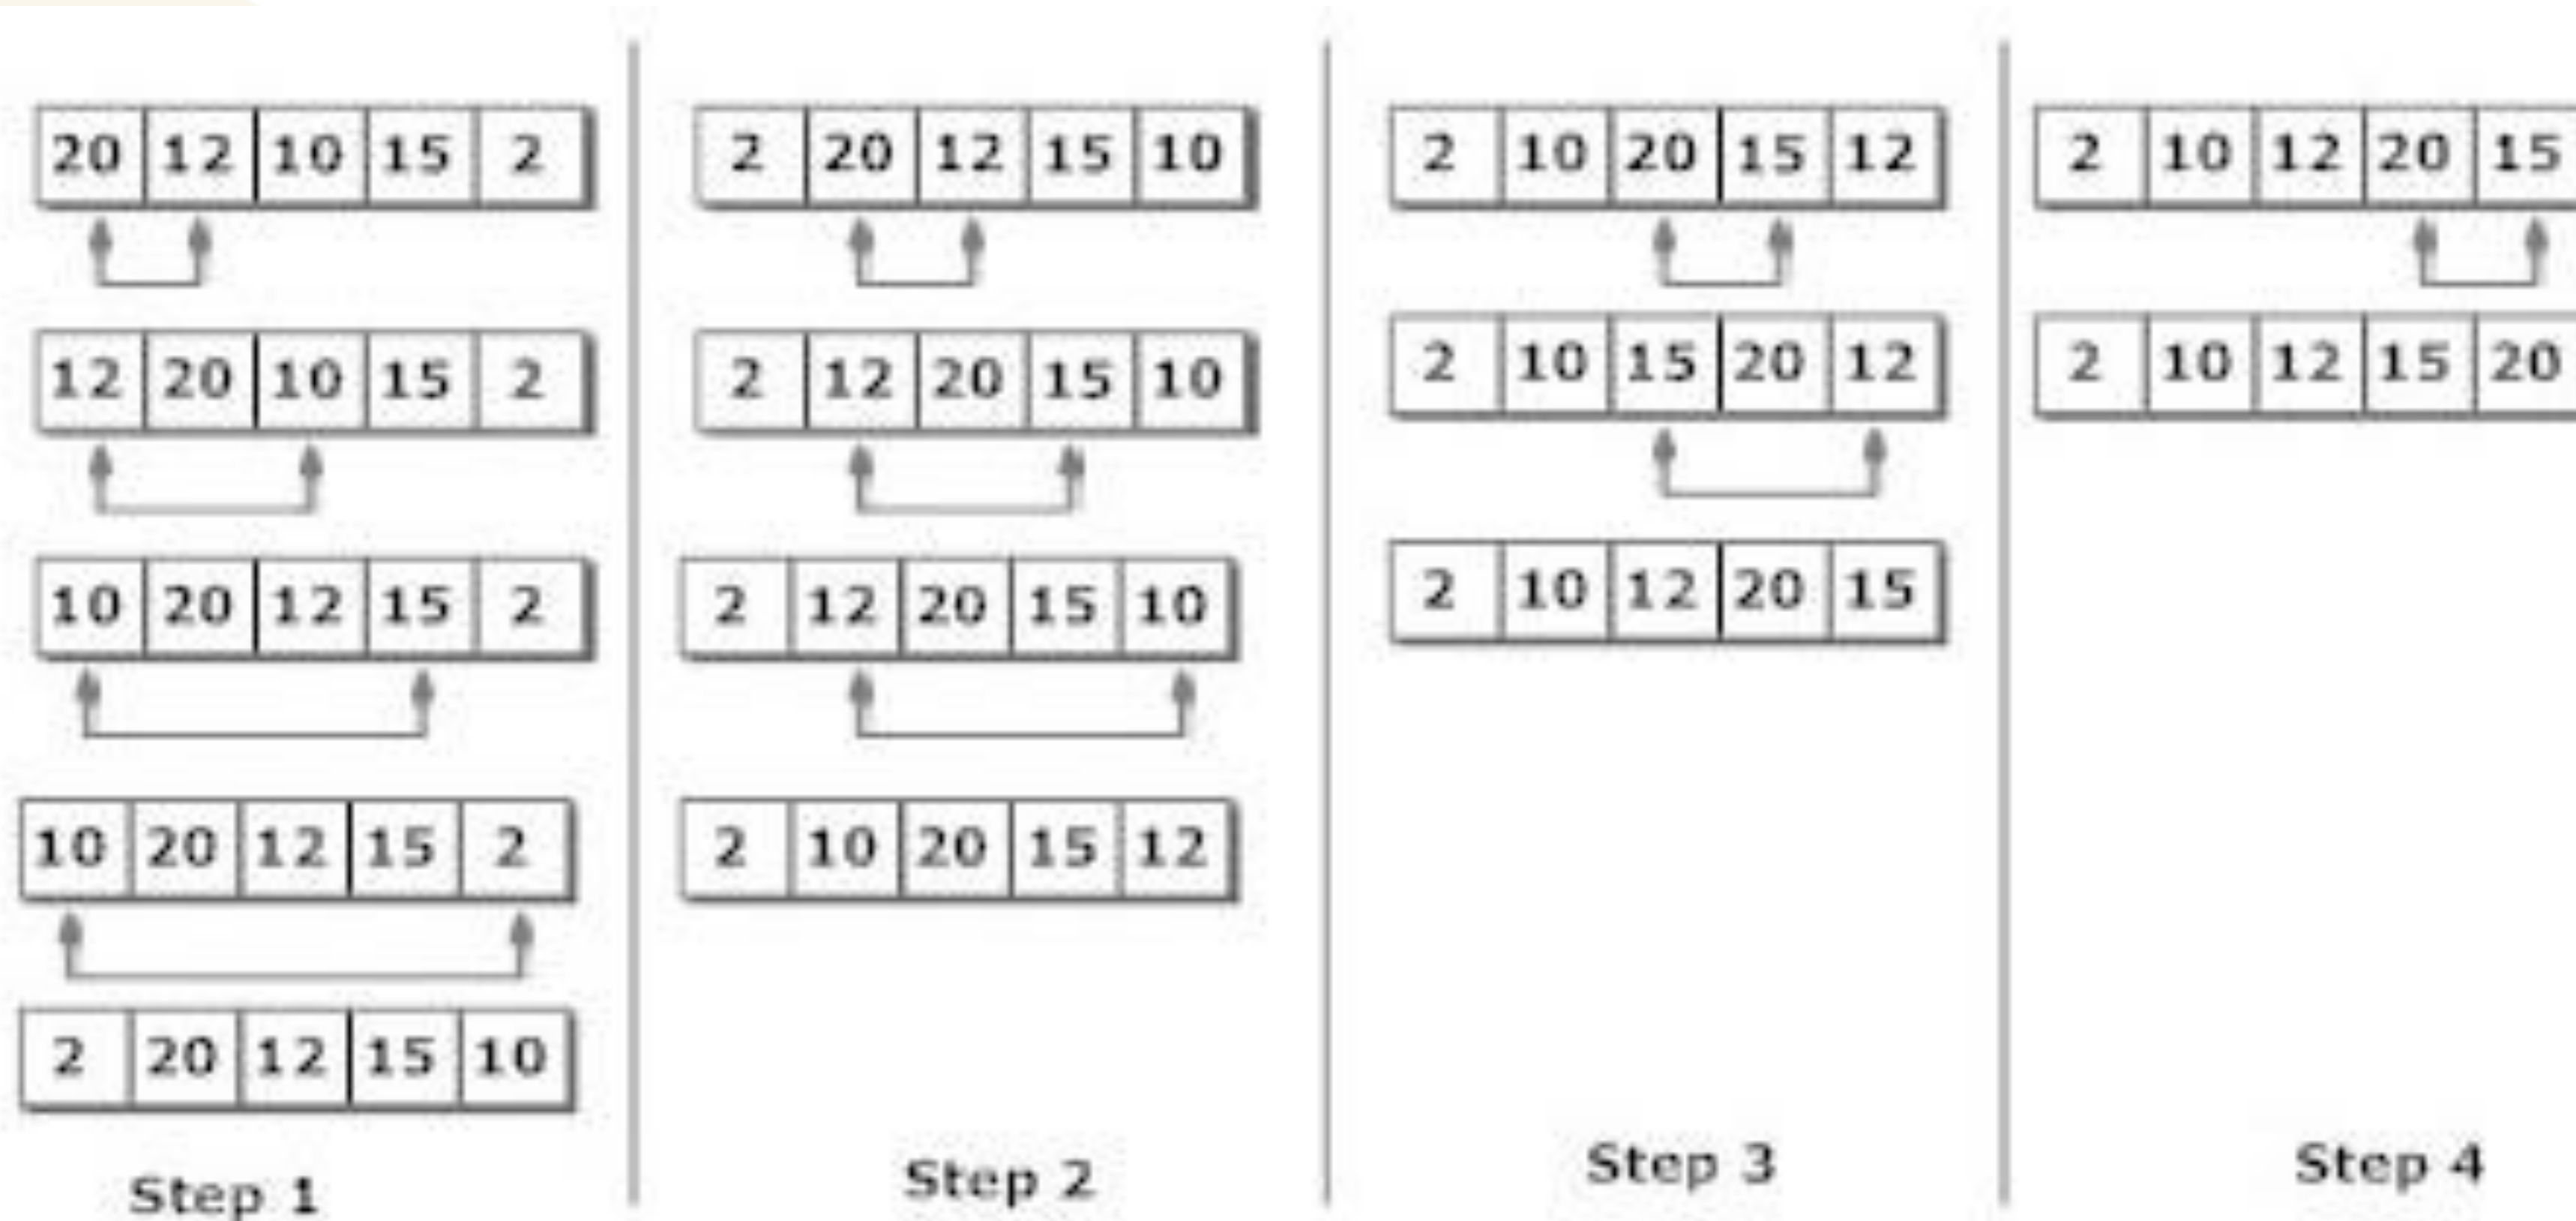 20 12 10 15 2
12 20 10 15 2
10 20 12 15 2
10 20 12 15 2
2 20 12 15 10
Step 1
2 20 12 15 10
2 12 20 15 10
2 12 20 15 10
2 10 20 15 12
Step 2
2 10 20 15 12
2 10 15 20 12
2 10 12 20 15
Step 3
2 10 12 20 15
2 10 12 15 20
Step 4